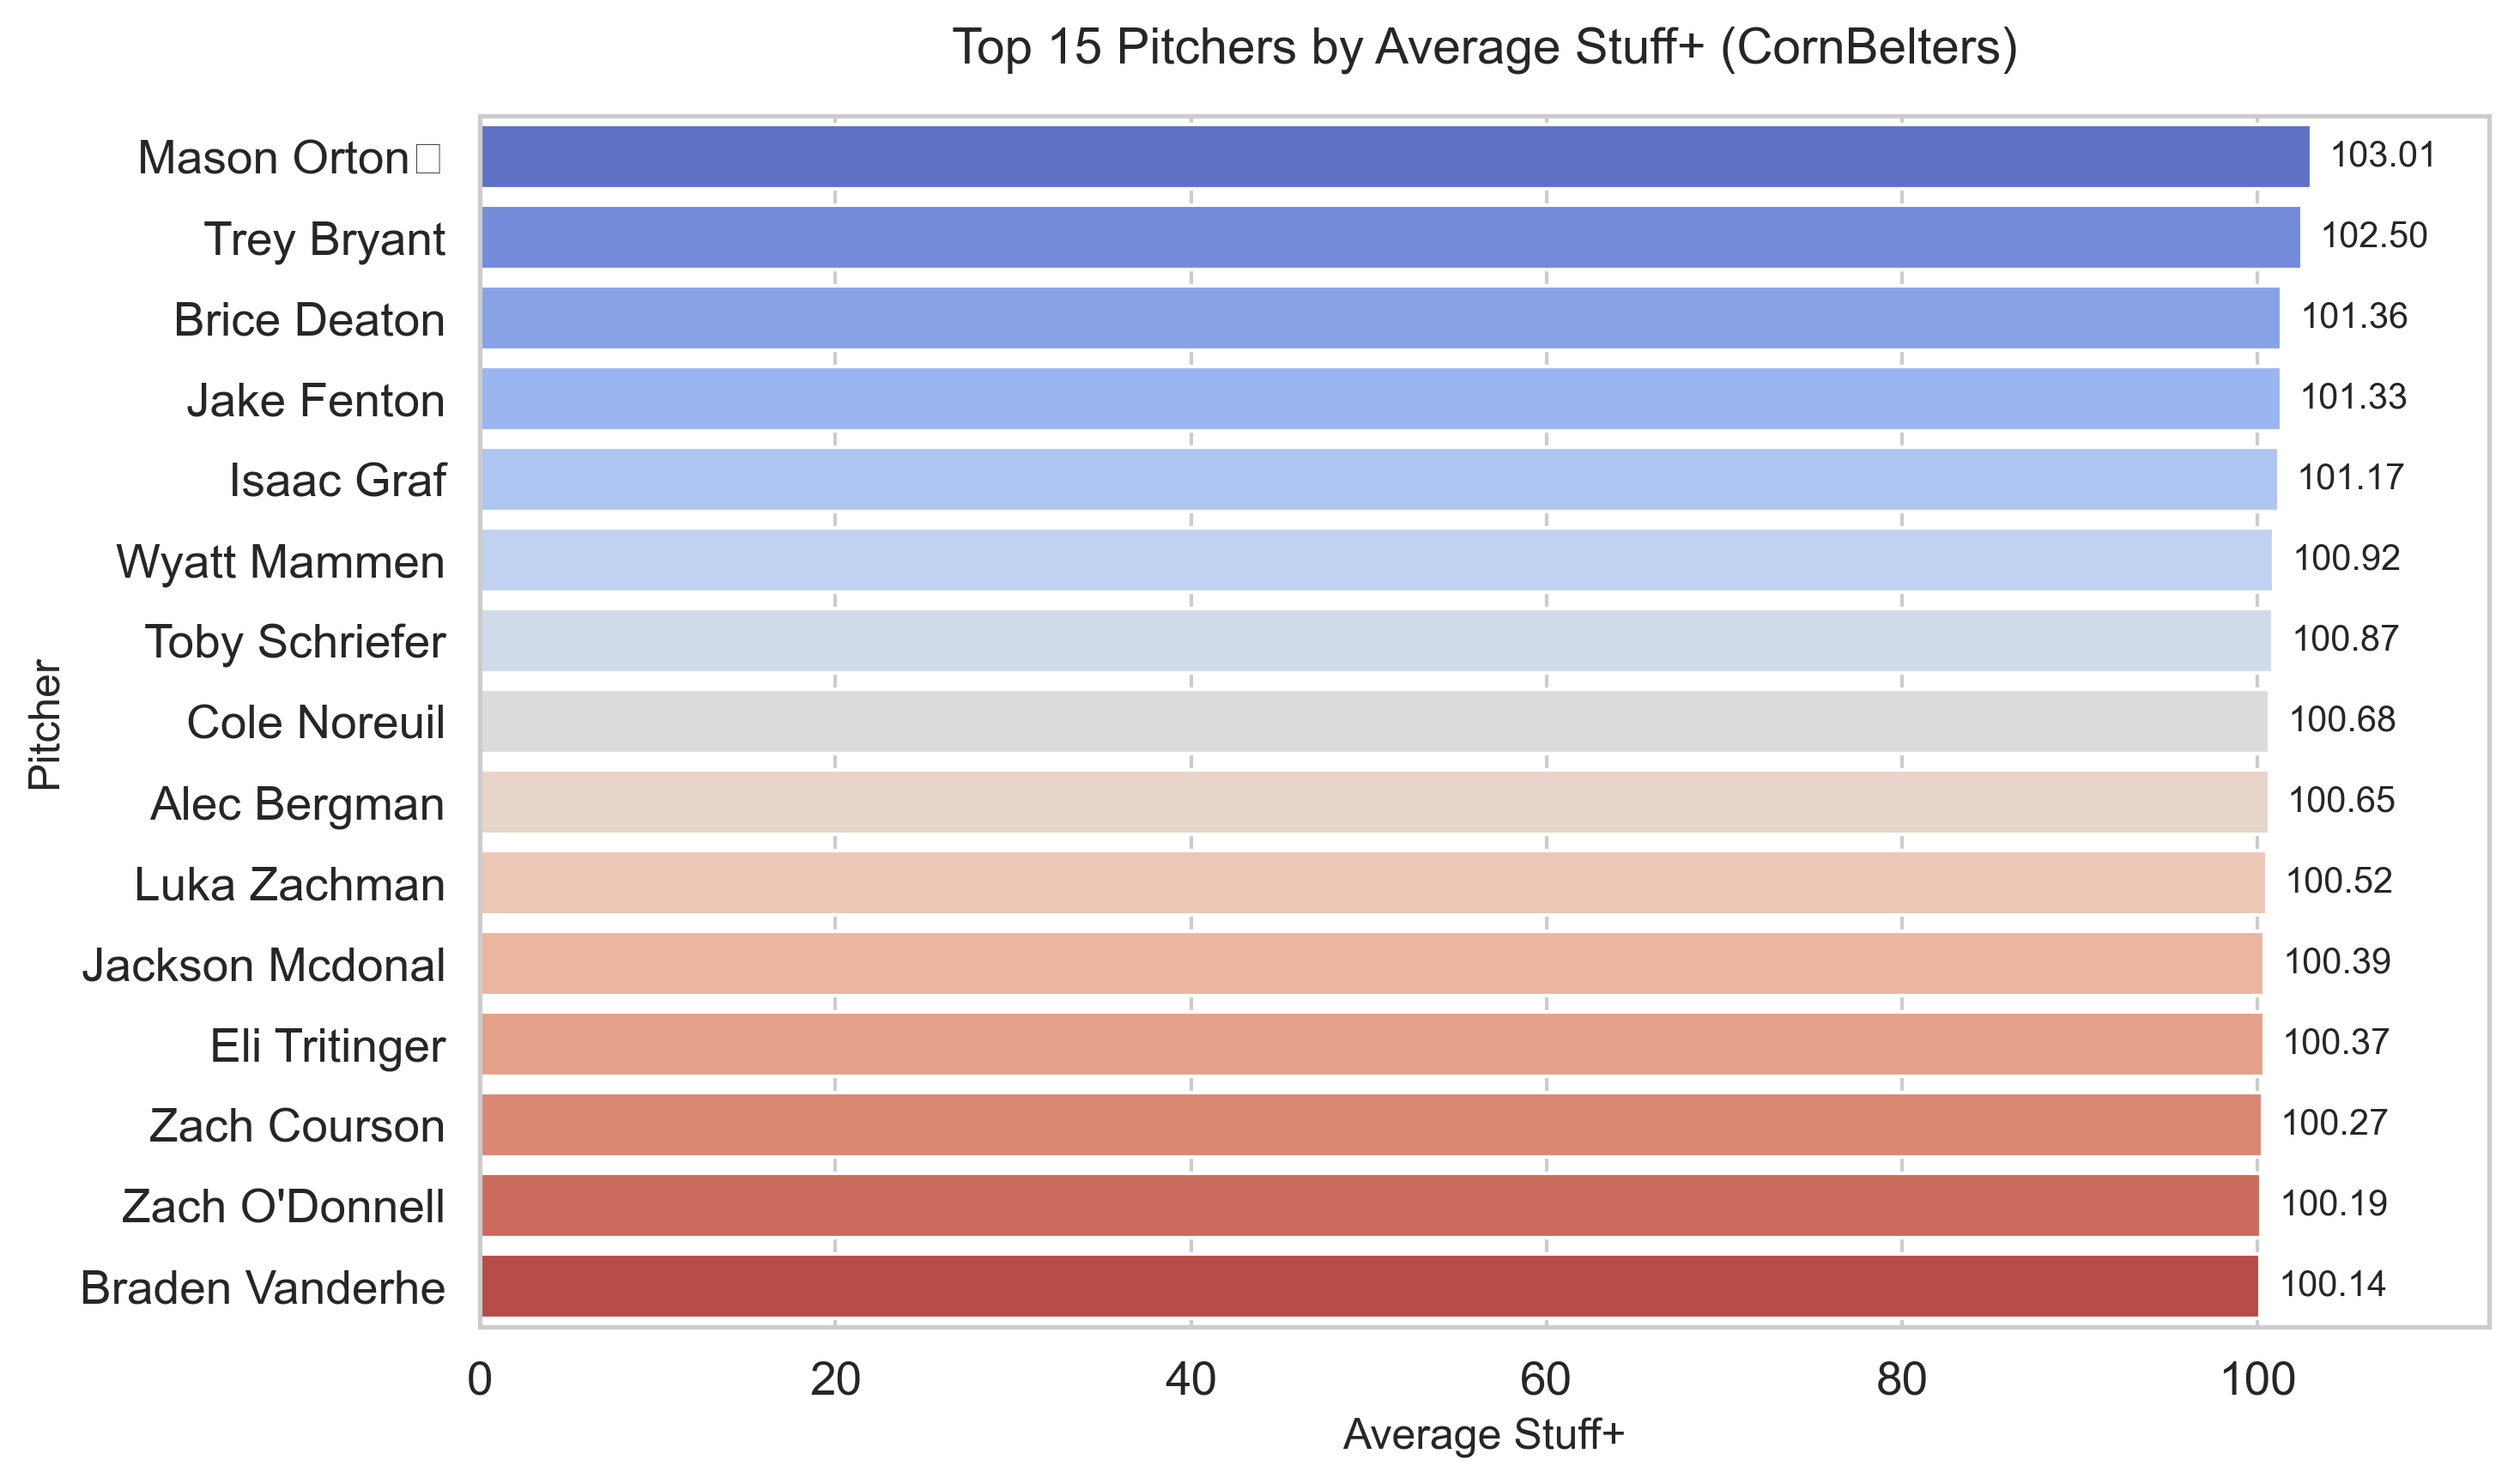 Top 15 Pitchers by Average Stuff+ (CornBelters)
Mason Orton□ 103.01
Trey Bryant 102.50
Brice Deaton 101.36
Jake Fenton 101.33
Isaac Graf 101.17
Wyatt Mammen 100.92
Toby Schriefer 100.87
Cole Noreuil 100.68
Alec Bergman 100.65
Luka Zachman 100.52
Jackson Mcdonal 100.39
Eli Tritinger 100.37
Zach Courson 100.27
Zach O'Donnell 100.19
Braden Vanderhe 100.14
Pitcher
0 20 40 60 80 100
Average Stuff+